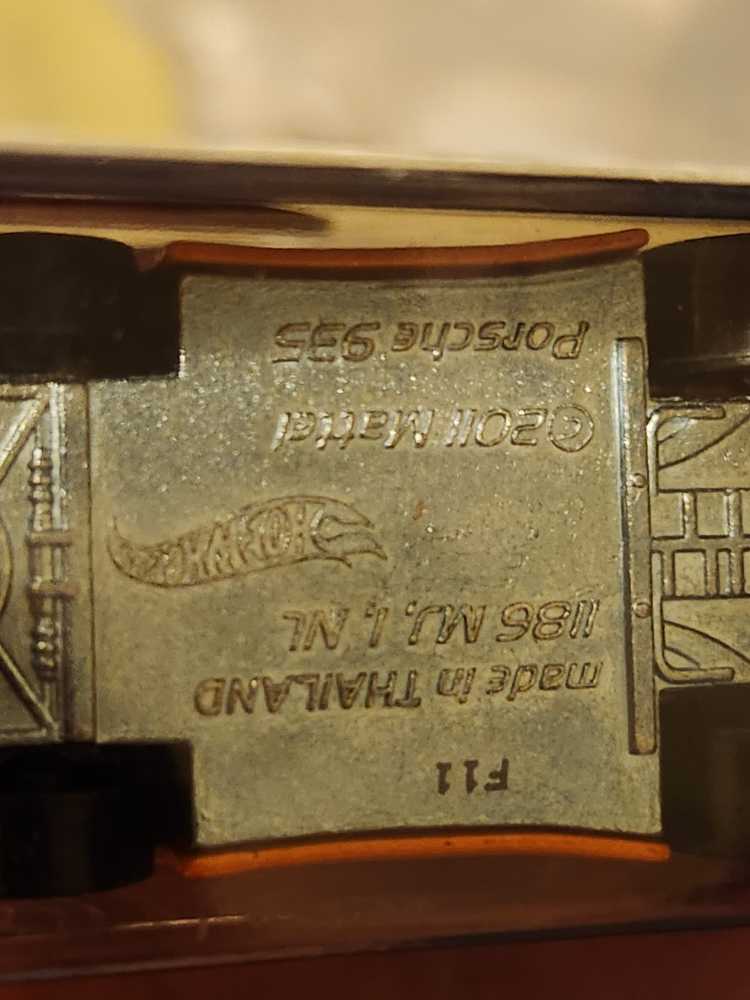 F11
made in THAILAND
1186 MJ, 1, NL
HOT WHEELS
©2011 Mattel
Porsche 935